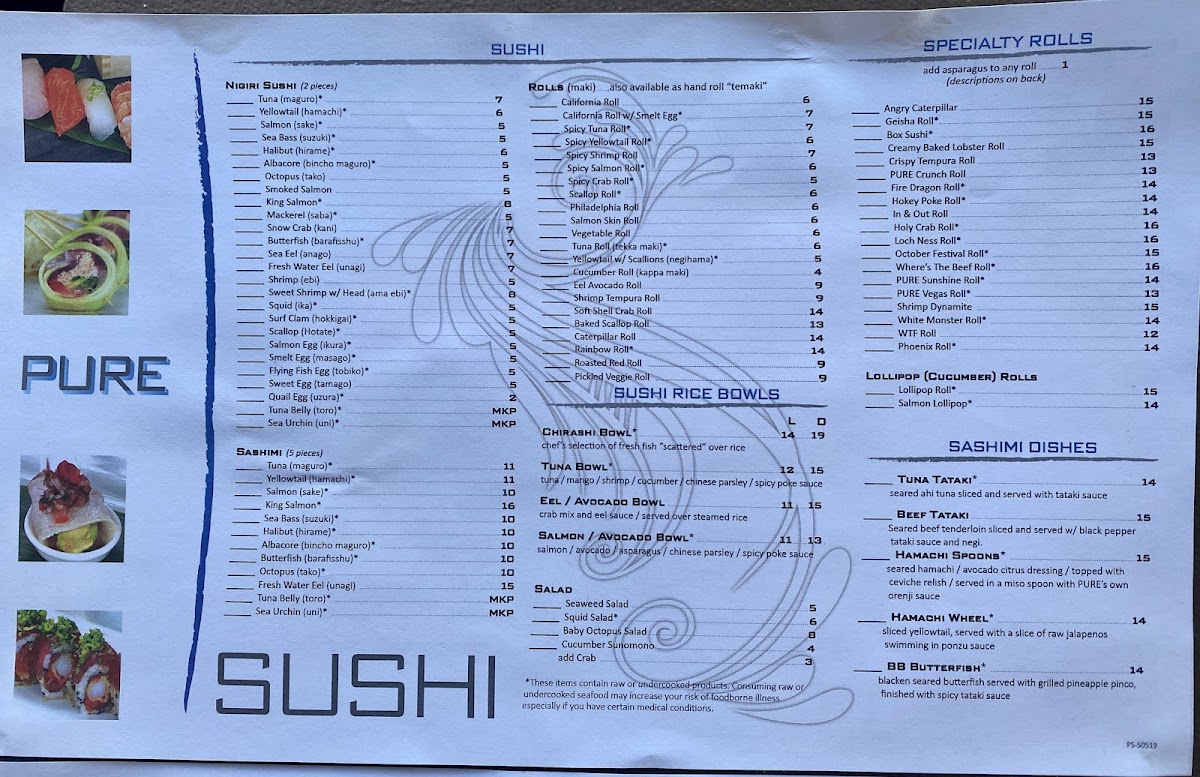 SUSHI
NIGIRI SUSHI (2 pieces)
Tuna (maguro)* 7
Yellowtail (hamachi)* 6
Salmon (sake)* 5
Sea Bass (suzuki)* 5
Halibut (hirame)* 6
Albacore (bincho maguro)* 5
Octopus (tako) 5
Smoked Salmon 5
King Salmon* 8
Mackerel (saba)* 5
Snow Crab (kani) 7
Butterfish (barafisshu)* 7
Sea Eel (anago) 7
Fresh Water Eel (unagi) 7
Shrimp (ebi) 5
Sweet Shrimp w/ Head (ama ebi)* 8
Squid (ika)* 5
Surf Clam (hokkigai)* 5
Scallop (Hotate)* 5
Salmon Egg (ikura)* 5
Smelt Egg (masago)* 5
Flying Fish Egg (tobiko)* 5
Sweet Egg (tamago) 5
Quail Egg (uzura)* 2
Tuna Belly (toro)* MKP
Sea Urchin (uni)* MKP
SASHIMI (5 pieces)
Tuna (maguro)* 11
Yellowtail (hamachi)* 11
Salmon (sake)* 10
King Salmon* 16
Sea Bass (suzuki)* 10
Halibut (hirame)* 10
Albacore (bincho maguro)* 10
Butterfish (barafisshu)* 10
Octopus (tako)* 10
Fresh Water Eel (unagi) 15
Tuna Belly (toro)* MKP
Sea Urchin (uni)* MKP
PURE
SUSHI
ROLLS (maki) ....also available as hand roll "temaki"
California Roll 6
California Roll w/ Smelt Egg* 7
Spicy Tuna Roll* 7
Spicy Yellowtail Roll* 6
Spicy Shrimp Roll 7
Spicy Salmon Roll* 6
Spicy Crab Roll* 5
Scallop Roll* 6
Philadelphia Roll 6
Salmon Skin Roll 6
Vegetable Roll 6
Tuna Roll (tekka maki)* 6
Yellowtail w/ Scallions (negihama)* 5
Cucumber Roll (kappa maki) 4
Eel Avocado Roll 9
Shrimp Tempura Roll 9
Soft Shell Crab Roll 14
Baked Scallop Roll 13
Caterpillar Roll 14
Rainbow Roll* 14
Roasted Red Roll 9
Pickled Veggie Roll 9
SUSHI RICE BOWLS
L D
CHIRASHI BOWL* 14 19
chef's selection of fresh fish "scattered" over rice
TUNA BOWL* 12 15
tuna / mango / shrimp / cucumber / chinese parsley / spicy poke sauce
EEL / AVOCADO BOWL 11 15
crab mix and eel sauce / served over steamed rice
SALMON / AVOCADO BOWL* 11 13
salmon / avocado / asparagus / chinese parsley / spicy poke sauce
SALAD
Seaweed Salad 5
Squid Salad* 6
Baby Octopus Salad 8
Cucumber Sunomono 4
add Crab 3
*These items contain raw or undercooked products. Consuming raw or
undercooked seafood may increase your risk of foodborne illness
especially if you have certain medical conditions.
SPECIALTY ROLLS
add asparagus to any roll 1
(descriptions on back)
Angry Caterpillar 15
Geisha Roll* 15
Box Sushi* 16
Creamy Baked Lobster Roll 15
Crispy Tempura Roll 13
PURE Crunch Roll 13
Fire Dragon Roll* 14
Hokey Poke Roll* 14
In & Out Roll 14
Holy Crab Roll* 16
Loch Ness Roll* 16
October Festival Roll* 15
Where's The Beef Roll* 16
PURE Sunshine Roll* 14
PURE Vegas Roll* 13
Shrimp Dynamite 15
White Monster Roll* 14
WTF Roll 12
Phoenix Roll* 14
LOLLIPOP (CUCUMBER) ROLLS
Lollipop Roll* 15
Salmon Lollipop* 14
SASHIMI DISHES
TUNA TATAKI* 14
seared ahi tuna sliced and served with tataki sauce
BEEF TATAKI 15
Seared beef tenderloin sliced and served w/ black pepper
tataki sauce and negi.
HAMACHI SPOONS* 15
seared hamachi / avocado citrus dressing / topped with
ceviche relish / served in a miso spoon with PURE's own
orenji sauce
HAMACHI WHEEL* 14
sliced yellowtail, served with a slice of raw jalapenos
swimming in ponzu sauce
BB BUTTERFISH* 14
blacken seared butterfish served with grilled pineapple pinco,
finished with spicy tataki sauce
PS-50519